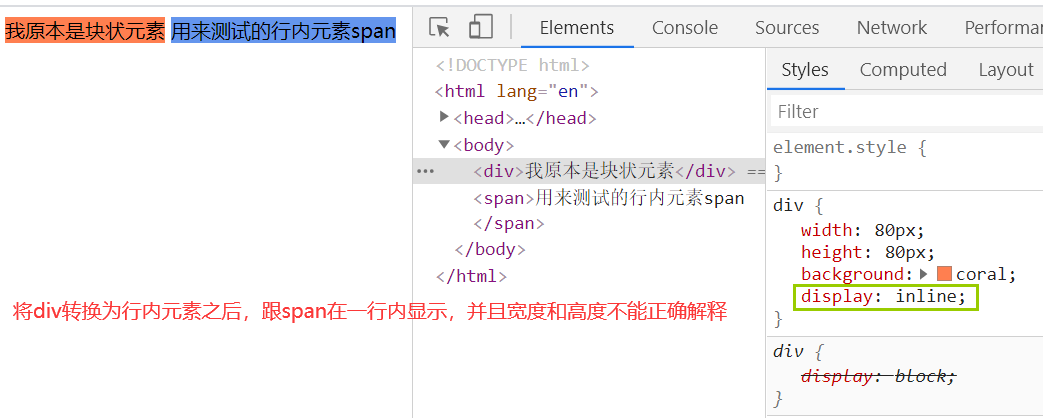 我原本是块状元素 用来测试的行内元素span
将div转换为行内元素之后，跟span在一行内显示，并且宽度和高度不能正确解释
Elements Console Sources Network Performan
<!DOCTYPE html>
<html lang="en">
<head>…</head>
<body>
<div>我原本是块状元素</div> ==
<span>用来测试的行内元素span
</span>
</body>
</html>
Styles Computed Layout
Filter
element.style {
}
div {
width: 80px;
height: 80px;
background: coral;
display: inline;
}
div {
display: block;
}